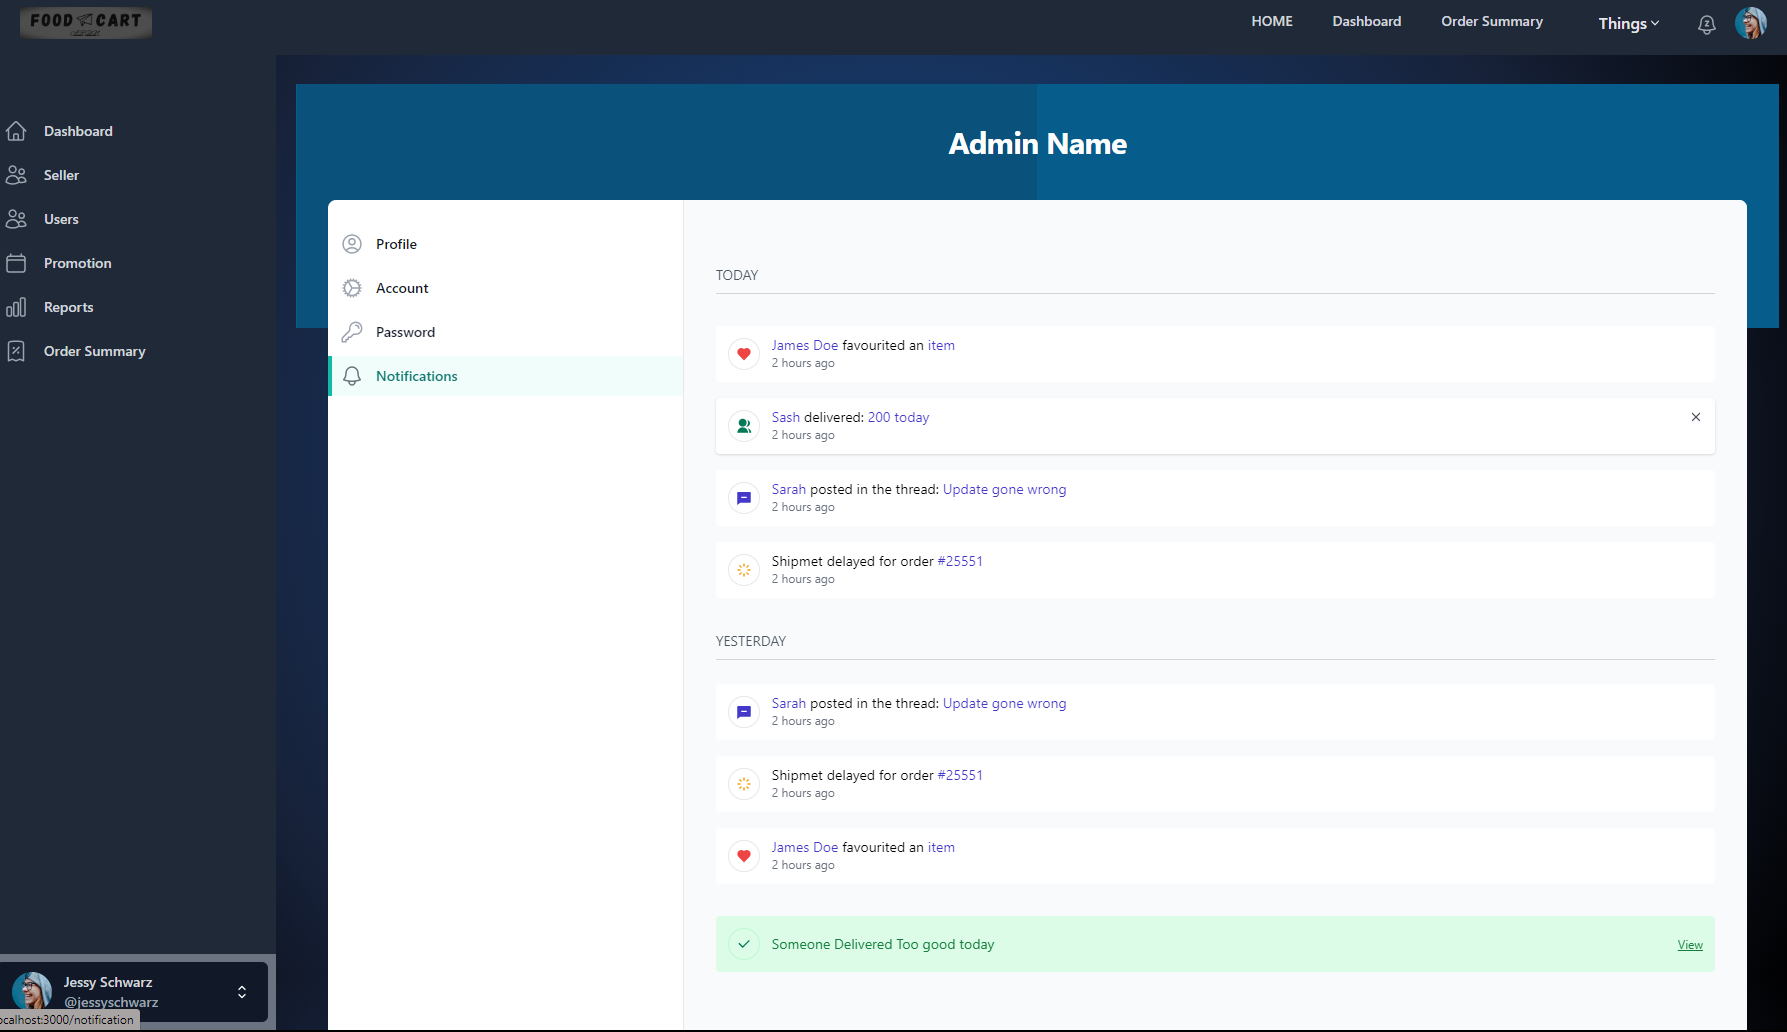 FOOD CART
HOME
Dashboard
Order Summary
Things
Dashboard
Seller
Users
Promotion
Reports
Order Summary
Admin Name
Profile
Account
Password
Notifications
TODAY
James Doe favourited an item
2 hours ago
Sash delivered: 200 today
2 hours ago
Sarah posted in the thread: Update gone wrong
2 hours ago
Shipmet delayed for order #25551
2 hours ago
YESTERDAY
Sarah posted in the thread: Update gone wrong
2 hours ago
Shipmet delayed for order #25551
2 hours ago
James Doe favourited an item
2 hours ago
Someone Delivered Too good today
View
Jessy Schwarz
@jessyschwarz
ocalhost:3000/notification